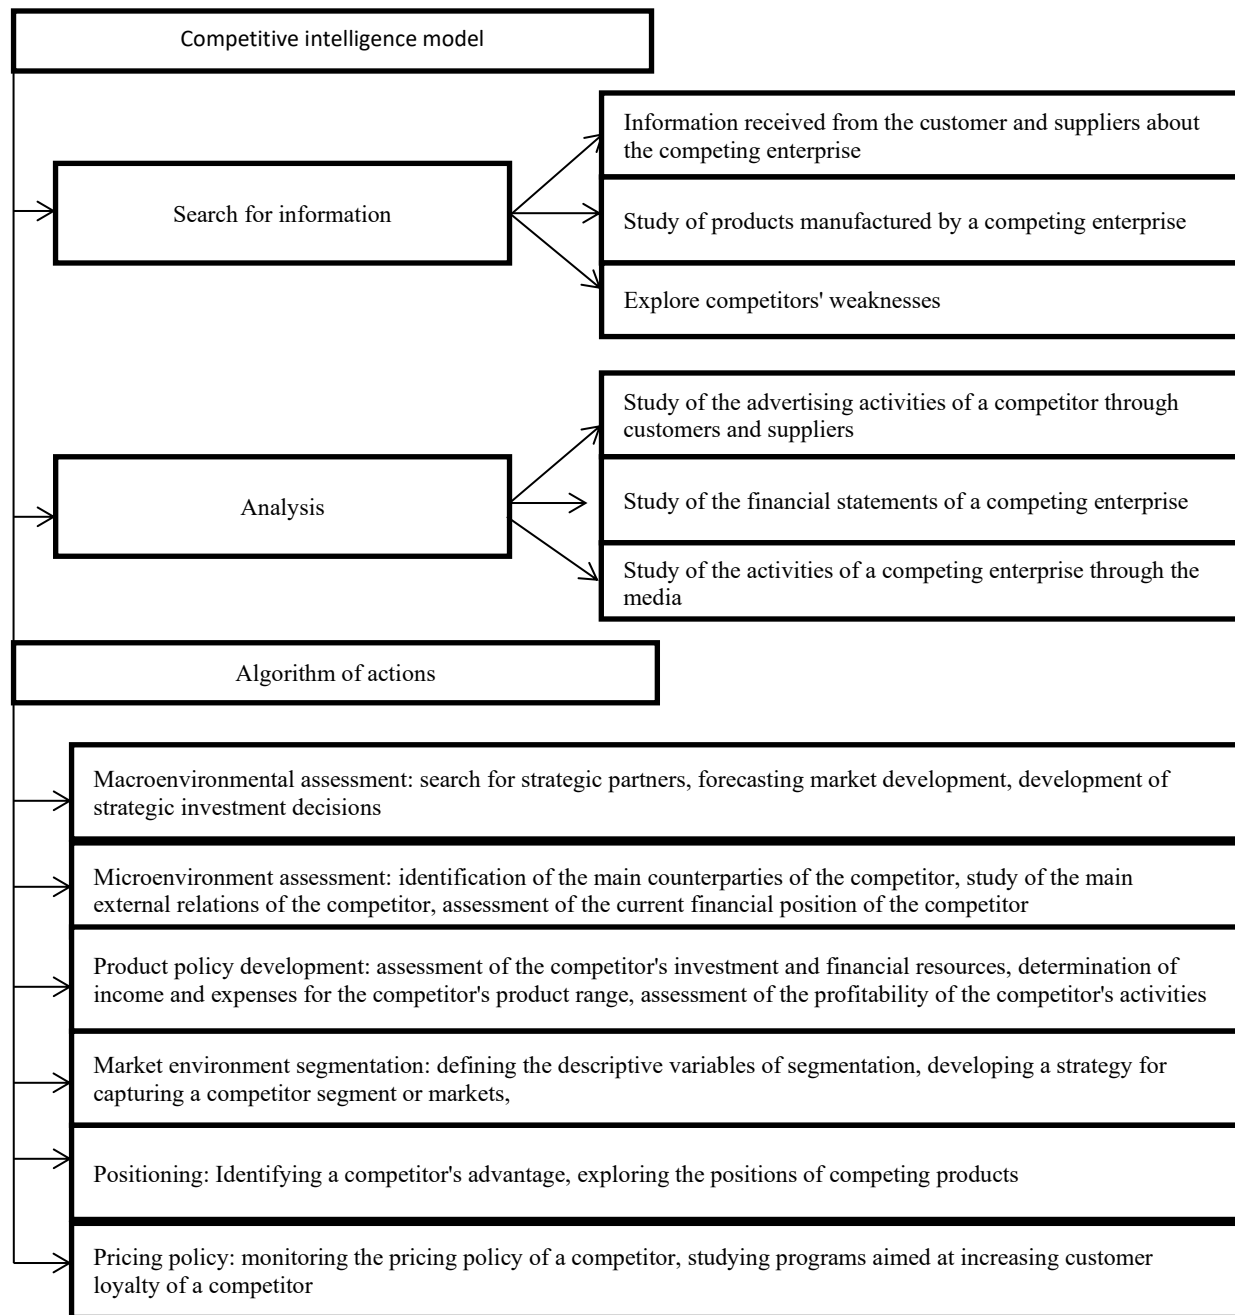 Competitive intelligence model
Information received from the customer and suppliers about
the competing enterprise
Search for information
Study of products manufactured by a competing enterprise
Explore competitors' weaknesses
Study of the advertising activities of a competitor through
customers and suppliers
Analysis
Study of the financial statements of a competing enterprise
Study of the activities of a competing enterprise through the
media
Algorithm of actions
Macroenvironmental assessment: search for strategic partners, forecasting market development, development of
strategic investment decisions
Microenvironment assessment: identification of the main counterparties of the competitor, study of the main
external relations of the competitor, assessment of the current financial position of the competitor
Product policy development: assessment of the competitor's investment and financial resources, determination of
income and expenses for the competitor's product range, assessment of the profitability of the competitor's activities
Market environment segmentation: defining the descriptive variables of segmentation, developing a strategy for
capturing a competitor segment or markets,
Positioning: Identifying a competitor's advantage, exploring the positions of competing products
Pricing policy: monitoring the pricing policy of a competitor, studying programs aimed at increasing customer
loyalty of a competitor